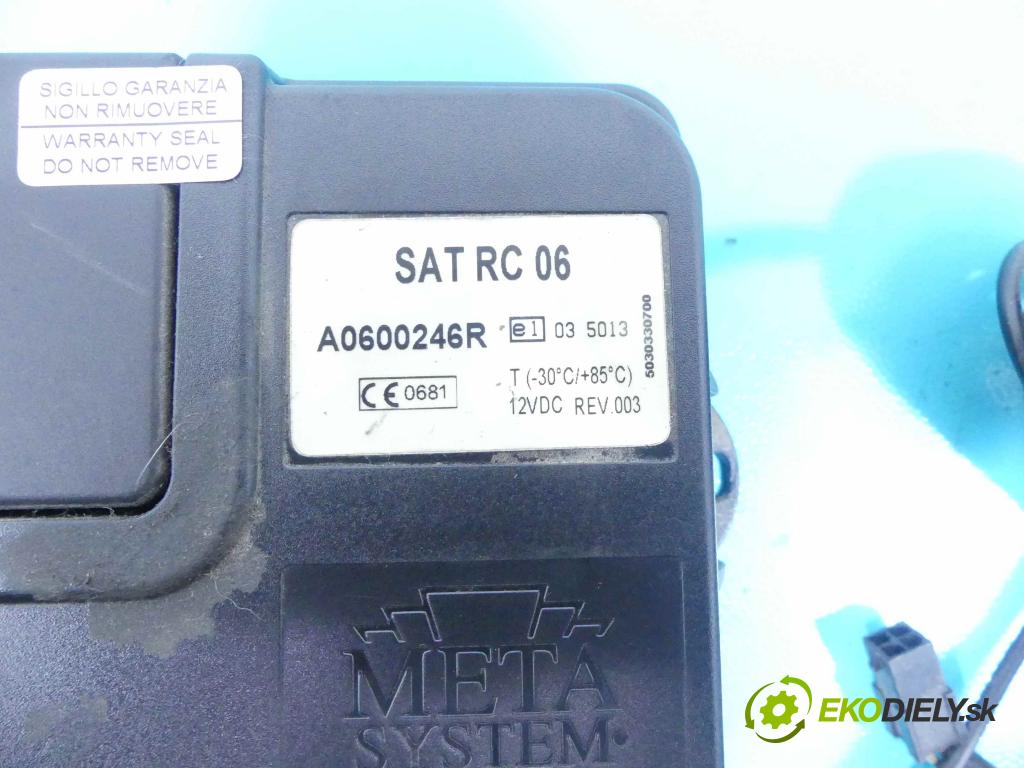 SIGILLO GARANZIA
NON RIMUOVERE
WARRANTY SEAL
DO NOT REMOVE
SAT RC 06
A0600246R
e1 03 5013
CE 0681
T (-30°C/+85°C)
12VDC REV.003
5030330700
META
SYSTEM
EKODIELY.sk